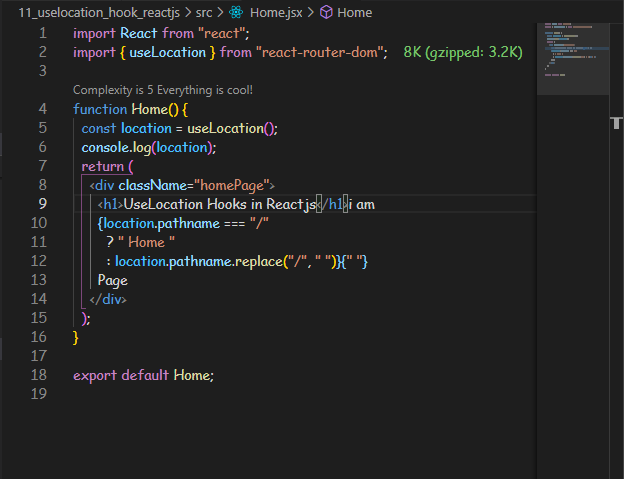 11_uselocation_hook_reactjs > src > Home.jsx > Home
1 import React from "react";
2 import { useLocation } from "react-router-dom"; 8K (gzipped: 3.2K)
3
Complexity is 5 Everything is cool!
4 function Home() {
5 const location = useLocation();
6 console.log(location);
7 return (
8 <div className="homePage">
9 <h1>UseLocation Hooks in Reactjs</h1>i am
10 {location.pathname === "/"
11 ? " Home "
12 : location.pathname.replace("/", " ")}{" "}
13 Page
14 </div>
15 );
16 }
17
18 export default Home;
19